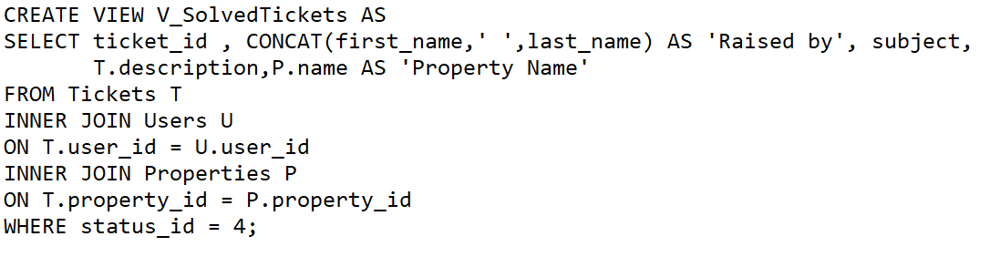 CREATE VIEW V_SolvedTickets AS
SELECT ticket_id , CONCAT(first_name,' ',last_name) AS 'Raised by', subject,
       T.description,P.name AS 'Property Name'
FROM Tickets T
INNER JOIN Users U
ON T.user_id = U.user_id
INNER JOIN Properties P
ON T.property_id = P.property_id
WHERE status_id = 4;